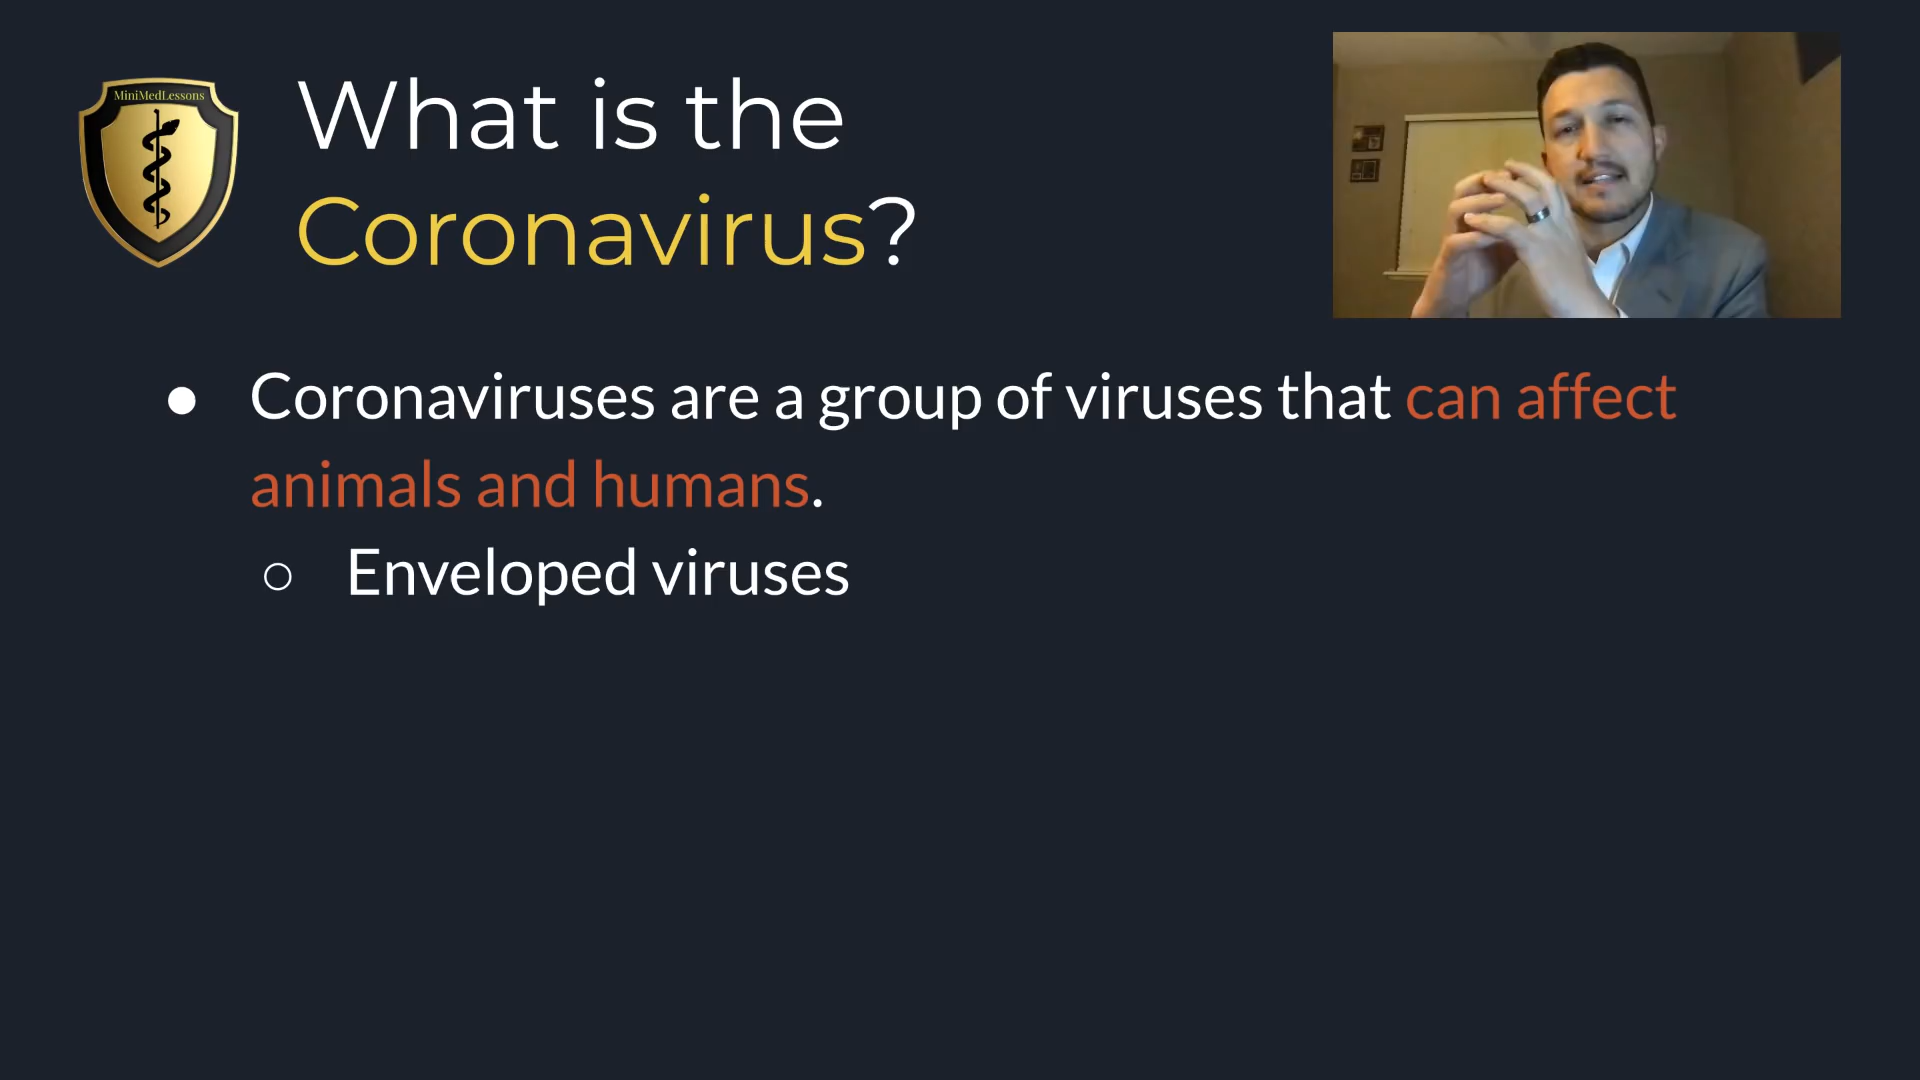 MiniMedLessons
What is the
Coronavirus?
● Coronaviruses are a group of viruses that can affect
animals and humans.
○ Enveloped viruses